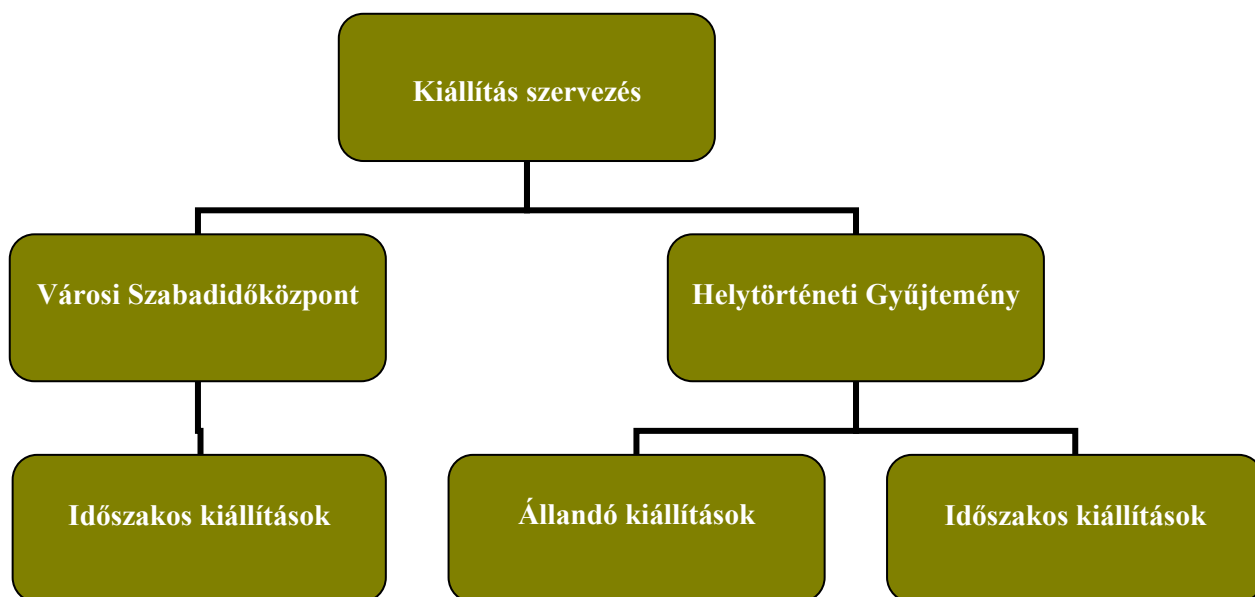 Kiállítás szervezés
Városi Szabadidőközpont
Helytörténeti Gyűjtemény
Időszakos kiállítások
Állandó kiállítások
Időszakos kiállítások